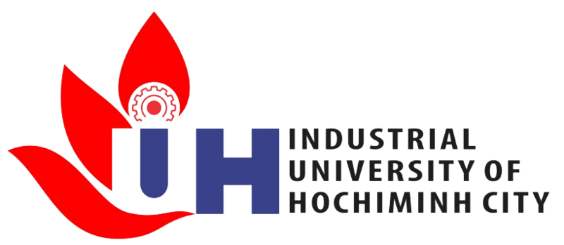 IUH
INDUSTRIAL
UNIVERSITY OF
HOCHIMINH CITY